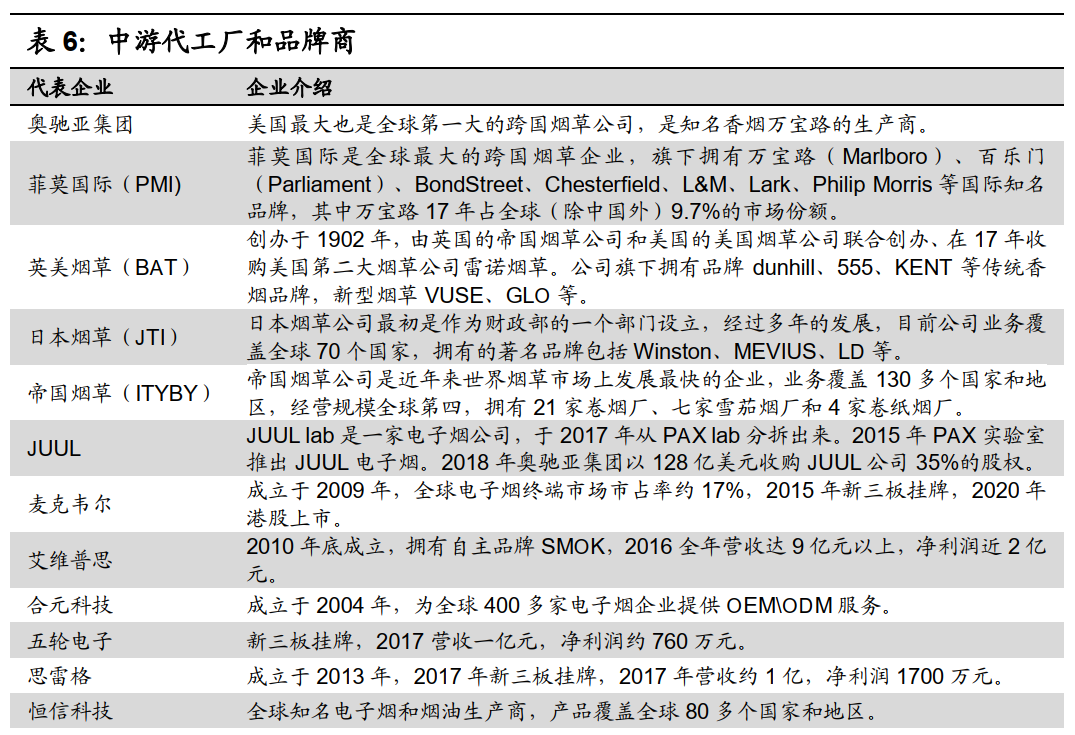 表 6：中游代工厂和品牌商
代表企业 企业介绍
奥驰亚集团 美国最大也是全球第一大的跨国烟草公司，是知名香烟万宝路的生产商。
菲莫国际（PMI) 菲莫国际是全球最大的跨国烟草企业，旗下拥有万宝路（Marlboro）、百乐门
（Parliament）、BondStreet、Chesterfield、L&M、Lark、Philip Morris 等国际知名
品牌，其中万宝路 17 年占全球（除中国外）9.7%的市场份额。
英美烟草（BAT） 创办于 1902 年，由英国的帝国烟草公司和美国的美国烟草公司联合创办、在 17 年收
购美国第二大烟草公司雷诺烟草。公司旗下拥有品牌 dunhill、555、KENT 等传统香
烟品牌，新型烟草 VUSE、GLO 等。
日本烟草（JTI） 日本烟草公司最初是作为财政部的一个部门设立，经过多年的发展，目前公司业务覆
盖全球 70 个国家，拥有的著名品牌包括 Winston、MEVIUS、LD 等。
帝国烟草（ITYBY） 帝国烟草公司是近年来世界烟草市场上发展最快的企业，业务覆盖 130 多个国家和地
区，经营规模全球第四，拥有 21 家卷烟厂、七家雪茄烟厂和 4 家卷纸烟厂。
JUUL JUUL lab 是一家电子烟公司，于 2017 年从 PAX lab 分拆出来。2015 年 PAX 实验室
推出 JUUL 电子烟。2018 年奥驰亚集团以 128 亿美元收购 JUUL 公司 35%的股权。
麦克韦尔 成立于 2009 年，全球电子烟终端市场市占率约 17%，2015 年新三板挂牌，2020 年
港股上市。
艾维普思 2010 年底成立，拥有自主品牌 SMOK，2016 全年营收达 9 亿元以上，净利润近 2 亿
元。
合元科技 成立于 2004 年，为全球 400 多家电子烟企业提供 OEM\ODM 服务。
五轮电子 新三板挂牌，2017 营收一亿元，净利润约 760 万元。
思雷格 成立于 2013 年，2017 年新三板挂牌，2017 年营收约 1 亿，净利润 1700 万元。
恒信科技 全球知名电子烟和烟油生产商，产品覆盖全球 80 多个国家和地区。